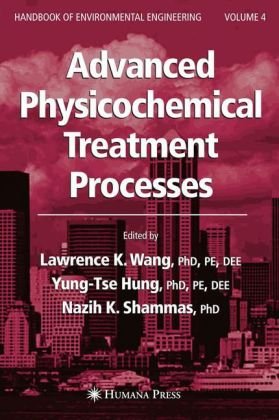 HANDBOOK OF ENVIRONMENTAL ENGINEERING VOLUME 4
Advanced
Physicochemical
Treatment
Processes
Edited by
Lawrence K. Wang, PhD, PE, DEE
Yung-Tse Hung, PhD, PE, DEE
Nazih K. Shammas, PhD
HUMANA PRESS